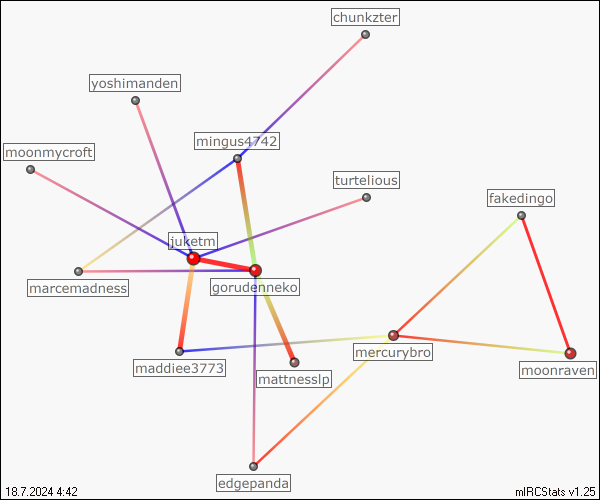 chunkzter
yoshimanden
mingus4742
moonmycroft
turtelious
fakedingo
juketm
marcemadness
gorudenneko
mercurybro
maddiee3773
mattnesslp
moonraven
edgepanda
18.7.2024 4:42
mIRCStats v1.25